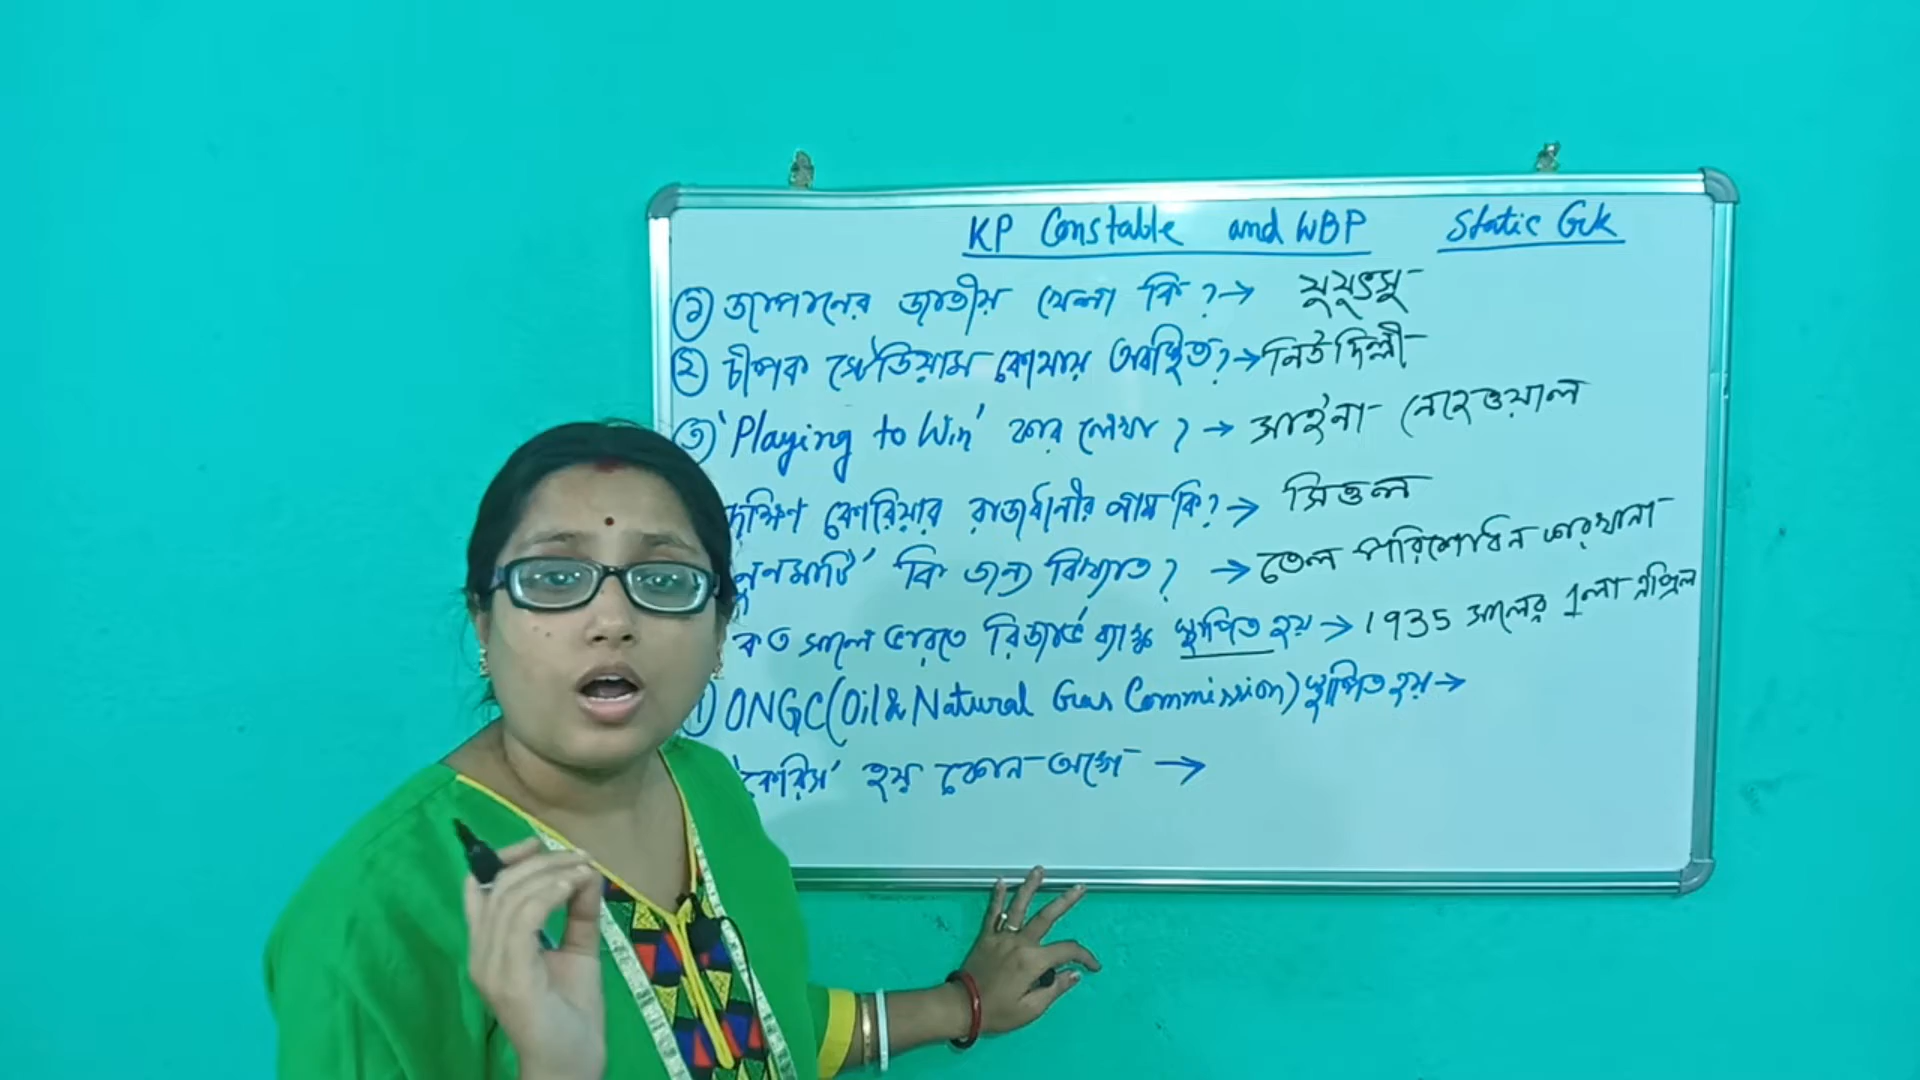 KP Constable and WBP Static GK
১ জাপানের জাতীয় খেলা কি? → যুযুৎসু
২ চীপক স্টেডিয়াম কোথায় অবস্থিত? → নিউদিল্লী
৩ 'Playing to Win' কার লেখা? → সাইনা নেহেওয়াল
দক্ষিণ কোরিয়ার রাজধানীর নাম কি? → সিওল
নুনমাটি' কি জন্য বিখ্যাত? → তেল পরিশোধন কারখানা
কত সালে ভারতে রিজার্ভ ব্যাঙ্ক স্থাপিত হয় → 1935 সালের 1লা এপ্রিল
ONGC (Oil & Natural Gas Commission) স্থাপিত হয় →
হয় কোন অঙ্গে →